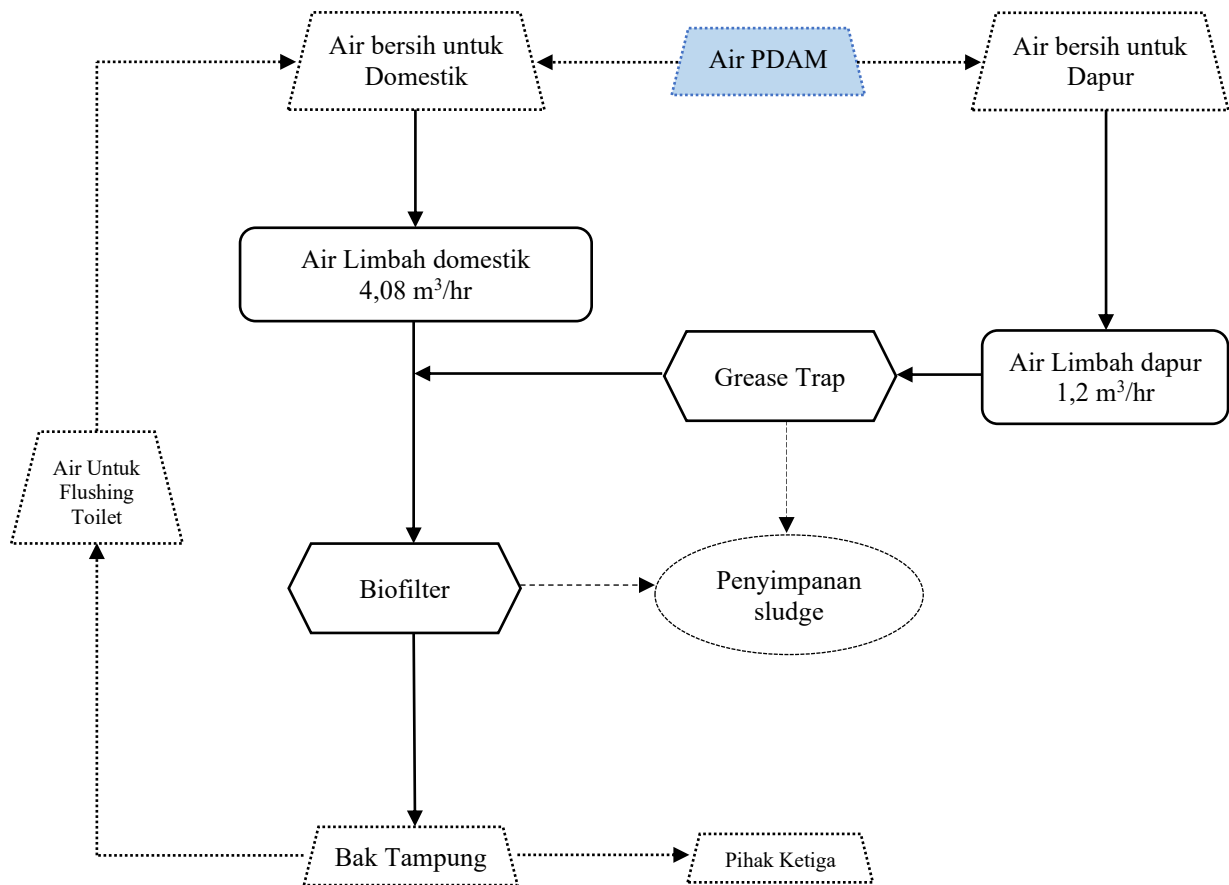 Air bersih untuk
Domestik
Air PDAM
Air bersih untuk
Dapur
Air Limbah domestik
4,08 m³/hr
Grease Trap
Air Limbah dapur
1,2 m³/hr
Air Untuk
Flushing
Toilet
Biofilter
Penyimpanan
sludge
Bak Tampung
Pihak Ketiga